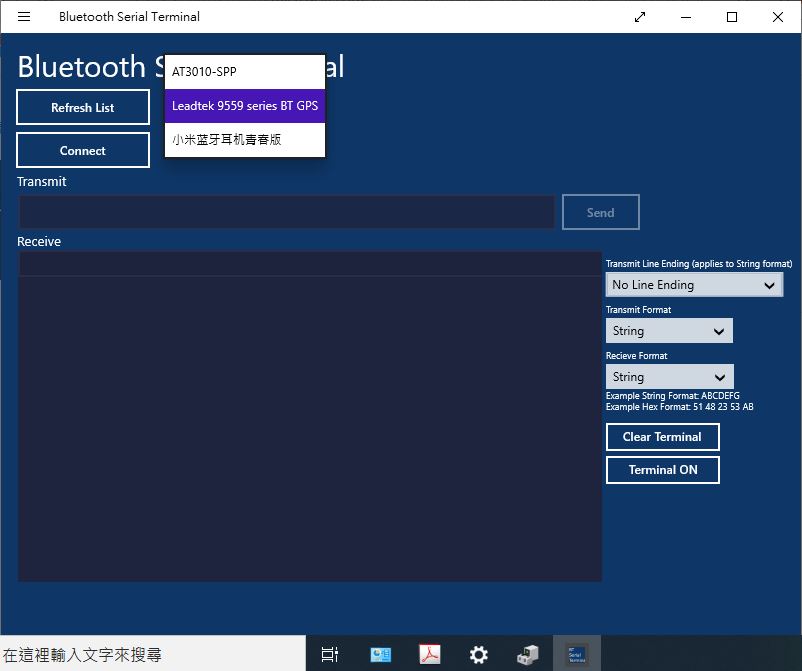 Bluetooth Serial Terminal
Bluetooth S al
AT3010-SPP
Leadtek 9559 series BT GPS
小米蓝牙耳机青春版
Refresh List
Connect
Transmit
Send
Receive
Transmit Line Ending (applies to String format)
No Line Ending
Transmit Format
String
Recieve Format
String
Example String Format: ABCDEFG
Example Hex Format: 51 48 23 53 AB
Clear Terminal
Terminal ON
在這裡輸入文字來搜尋
BT
Serial
Terminal